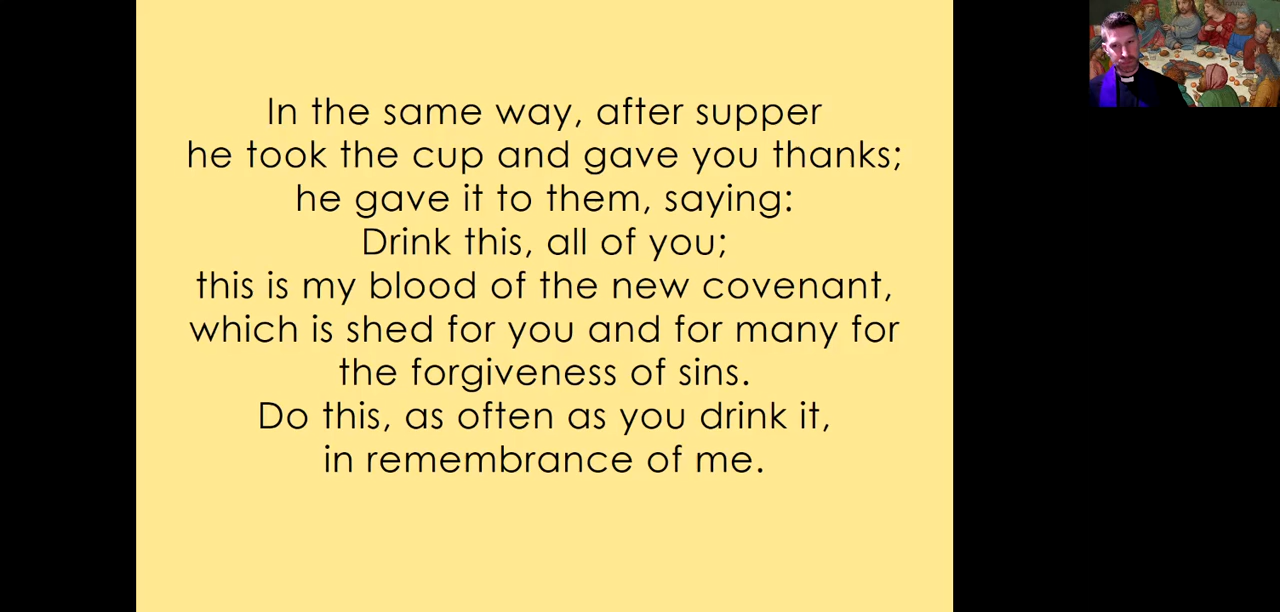 In the same way, after supper
he took the cup and gave you thanks;
he gave it to them, saying:
Drink this, all of you;
this is my blood of the new covenant,
which is shed for you and for many for
the forgiveness of sins.
Do this, as often as you drink it,
in remembrance of me.